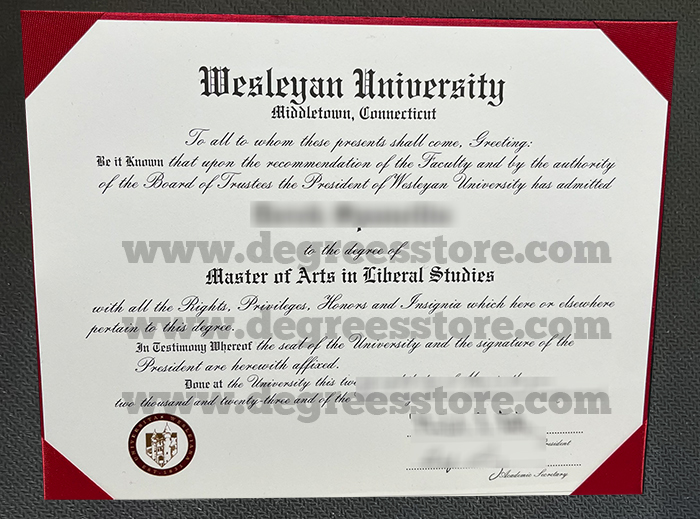 Wesleyan University
Middletown, Connecticut
To all to whom these presents shall come, Greeting:
Be it Known that upon the recommendation of the Faculty and by the authority
of the Board of Trustees the President of Wesleyan University has admitted
www.degreesstore.com
to the degree of
Master of Arts in Liberal Studies
with all the Rights, Privileges, Honors and Insignia which here or elsewhere
pertain to this degree.
www.degreesstore.com
In Testimony Whereof the seal of the University and the signature of the
President are herewith affixed.
Done at the University this
two thousand and twenty-three and of the
www.degreesstore.com
President
Academic Secretary